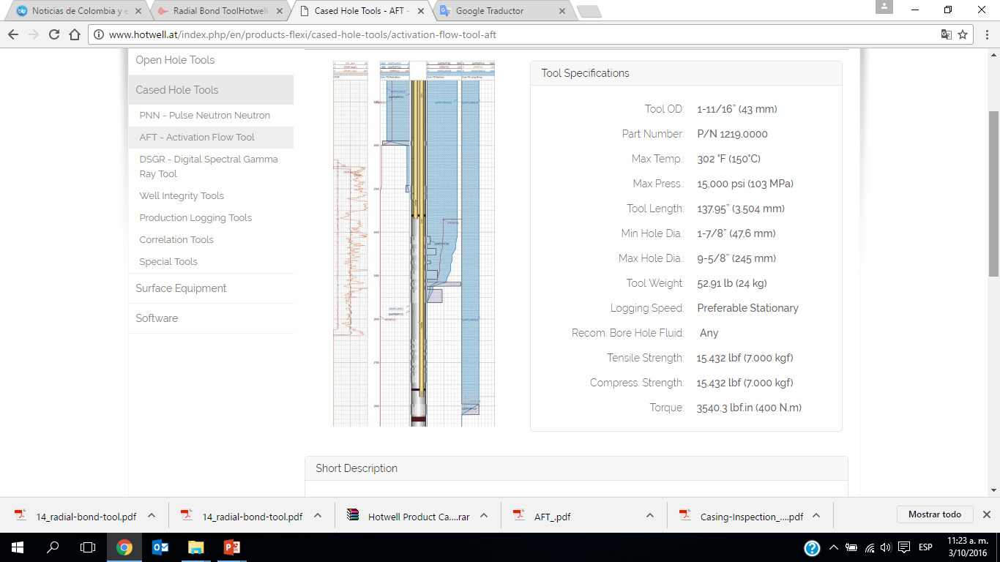 Noticias de Colombia y e
Radial Bond ToolHotwell
Cased Hole Tools - AFT -
Google Traductor
www.hotwell.at/index.php/en/products-flexi/cased-hole-tools/activation-flow-tool-aft
Open Hole Tools
Cased Hole Tools
PNN - Pulse Neutron Neutron
AFT - Activation Flow Tool
DSGR - Digital Spectral Gamma
Ray Tool
Well Integrity Tools
Production Logging Tools
Correlation Tools
Special Tools
Surface Equipment
Software
Tool Specifications
Tool OD: 1-11/16” (43 mm)
Part Number: P/N 1219.0000
Max Temp.: 302 °F (150°C)
Max Press.: 15,000 psi (103 MPa)
Tool Length: 137.95” (3.504 mm)
Min Hole Dia.: 1-7/8” (47,6 mm)
Max Hole Dia.: 9-5/8” (245 mm)
Tool Weight: 52.91 lb (24 kg)
Logging Speed: Preferable Stationary
Recom. Bore Hole Fluid: Any
Tensile Strength: 15.432 lbf (7.000 kgf)
Compress. Strength: 15.432 lbf (7.000 kgf)
Torque: 3540.3 lbf.in (400 N.m)
Short Description
14_radial-bond-tool.pdf
14_radial-bond-tool.pdf
Hotwell Product Ca....rar
AFT_.pdf
Casing-Inspection_....pdf
Mostrar todo
ESP
11:23 a. m.
3/10/2016